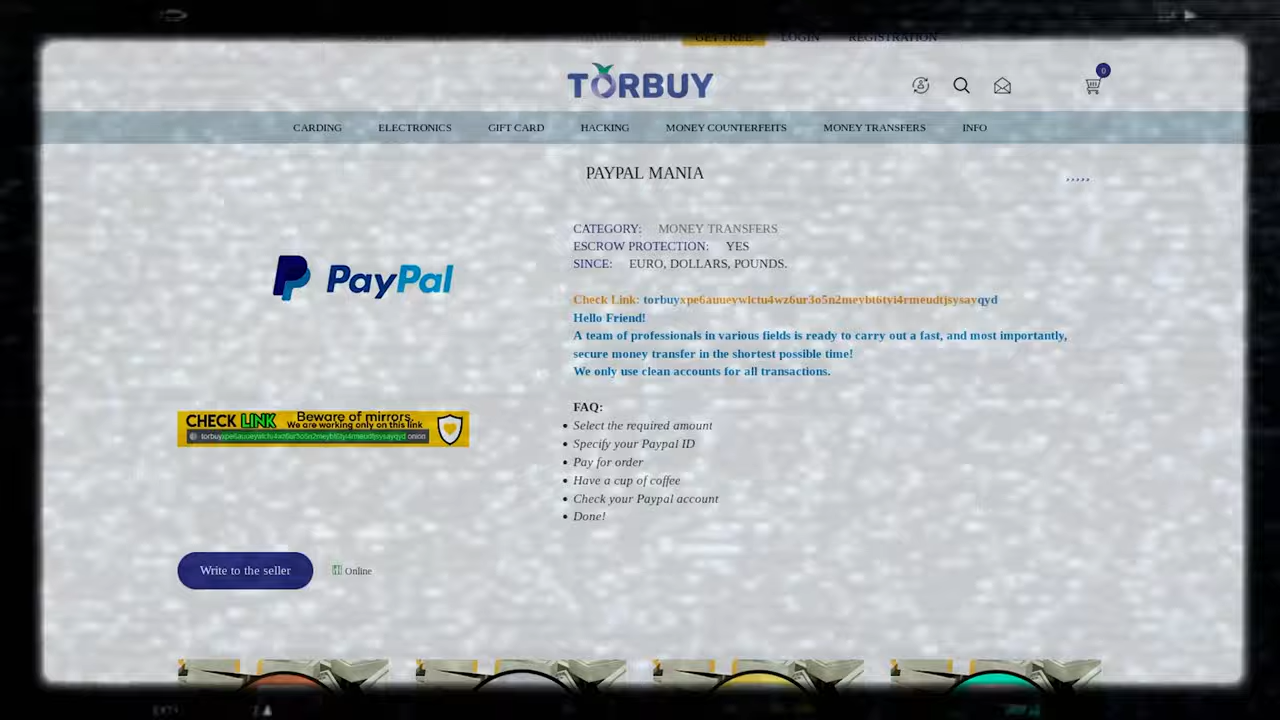 GET FREE LOGIN REGISTRATION
TORBUY
0
CARDING ELECTRONICS GIFT CARD HACKING MONEY COUNTERFEITS MONEY TRANSFERS INFO
PAYPAL MANIA
CATEGORY: MONEY TRANSFERS
ESCROW PROTECTION: YES
SINCE: EURO, DOLLARS, POUNDS.
PayPal
Check Link:
Hello Friend!
A team of professionals in various fields is ready to carry out a fast, and most importantly,
secure money transfer in the shortest possible time!
We only use clean accounts for all transactions.
CHECK LINK Beware of mirrors,
We are working only on this link
FAQ:
Select the required amount
Specify your Paypal ID
Pay for order
Have a cup of coffee
Check your Paypal account
Done!
Write to the seller Online